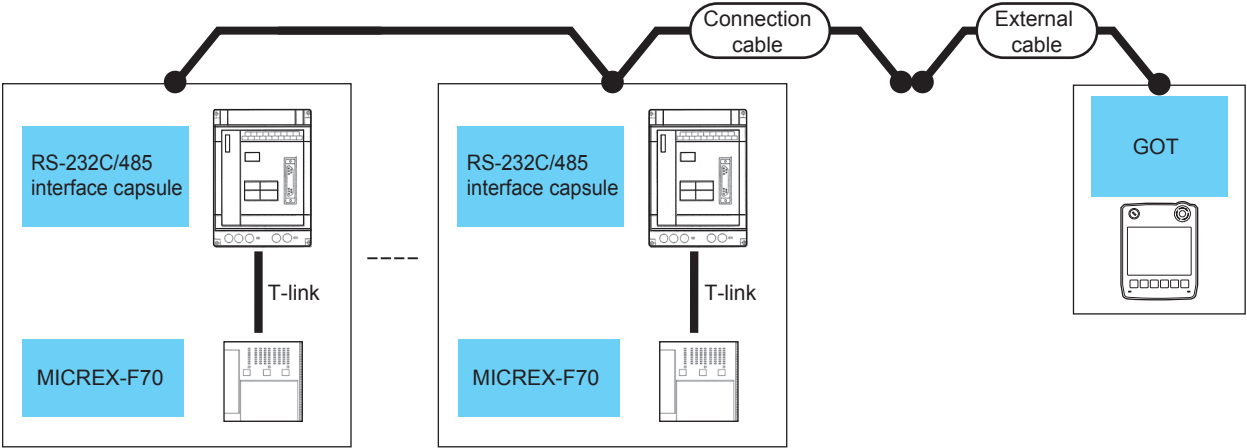 Connection
cable
External
cable
RS-232C/485
interface capsule
T-link
MICREX-F70
RS-232C/485
interface capsule
T-link
MICREX-F70
GOT